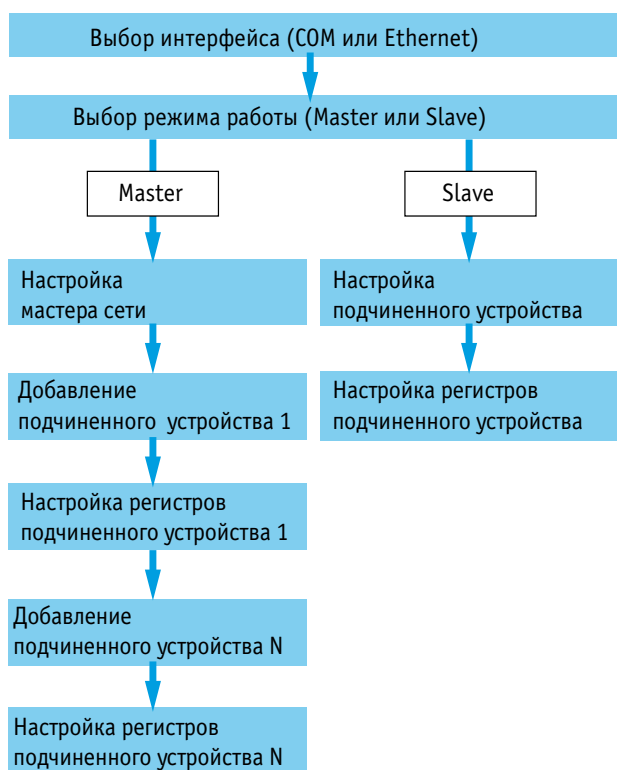 Выбор интерфейса (COM или Ethernet)
Выбор режима работы (Master или Slave)
Master
Slave
Настройка
мастера сети
Настройка
подчиненного устройства
Добавление
подчиненного устройства 1
Настройка регистров
подчиненного устройства
Настройка регистров
подчиненного устройства 1
Добавление
подчиненного устройства N
Настройка регистров
подчиненного устройства N